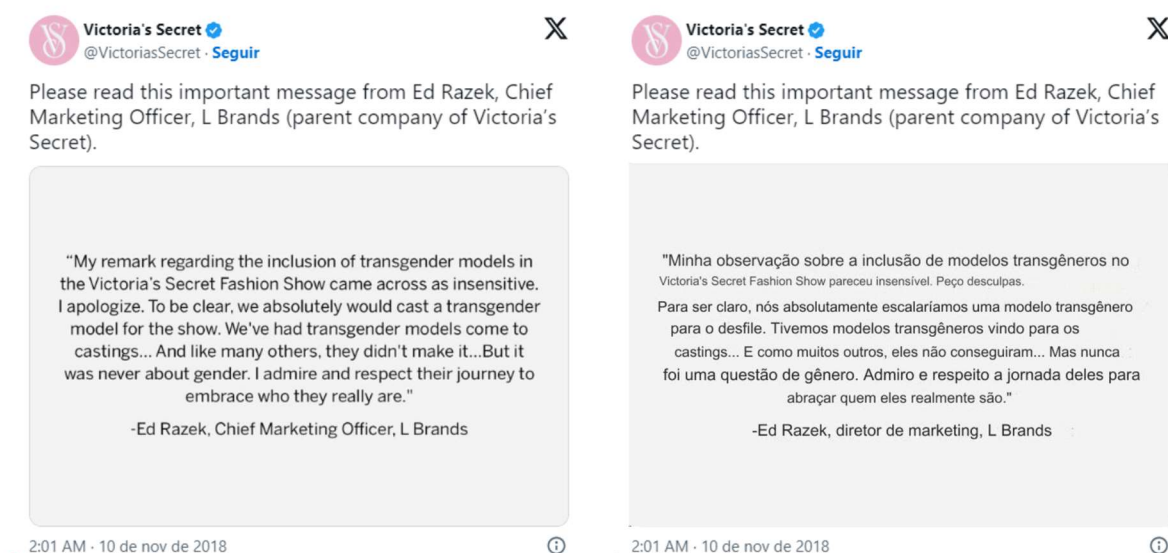 Victoria's Secret
@VictoriasSecret · Seguir
Please read this important message from Ed Razek, Chief
Marketing Officer, L Brands (parent company of Victoria's
Secret).
“My remark regarding the inclusion of transgender models in
the Victoria's Secret Fashion Show came across as insensitive.
I apologize. To be clear, we absolutely would cast a transgender
model for the show. We've had transgender models come to
castings... And like many others, they didn't make it...But it
was never about gender. I admire and respect their journey to
embrace who they really are."
-Ed Razek, Chief Marketing Officer, L Brands
2:01 AM · 10 de nov de 2018
Victoria's Secret
@VictoriasSecret · Seguir
Please read this important message from Ed Razek, Chief
Marketing Officer, L Brands (parent company of Victoria's
Secret).
"Minha observação sobre a inclusão de modelos transgêneros no
Victoria's Secret Fashion Show pareceu insensível. Peço desculpas.
Para ser claro, nós absolutamente escalaríamos uma modelo transgênero
para o desfile. Tivemos modelos transgêneros vindo para os
castings... E como muitos outros, eles não conseguiram... Mas nunca
foi uma questão de gênero. Admiro e respeito a jornada deles para
abraçar quem eles realmente são."
-Ed Razek, diretor de marketing, L Brands
2:01 AM · 10 de nov de 2018